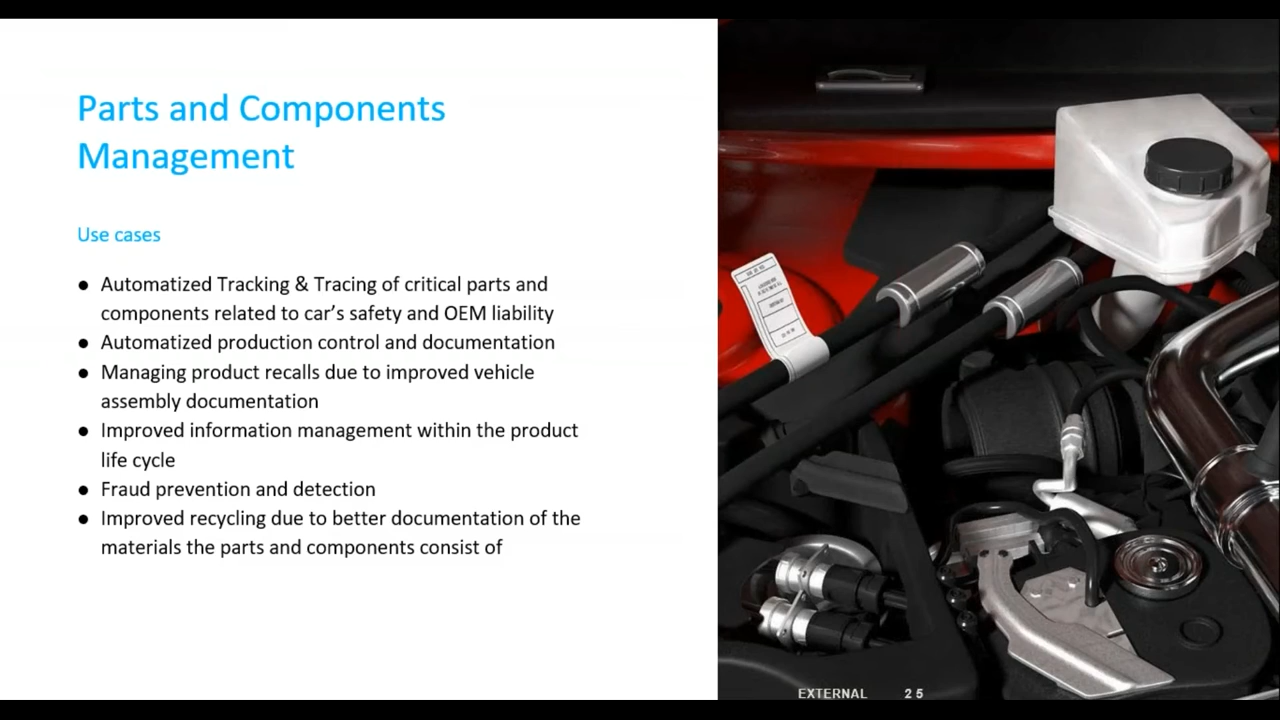 Parts and Components
Management
Use cases
● Automatized Tracking & Tracing of critical parts and
components related to car's safety and OEM liability
● Automatized production control and documentation
● Managing product recalls due to improved vehicle
assembly documentation
● Improved information management within the product
life cycle
● Fraud prevention and detection
● Improved recycling due to better documentation of the
materials the parts and components consist of
EXTERNAL 25